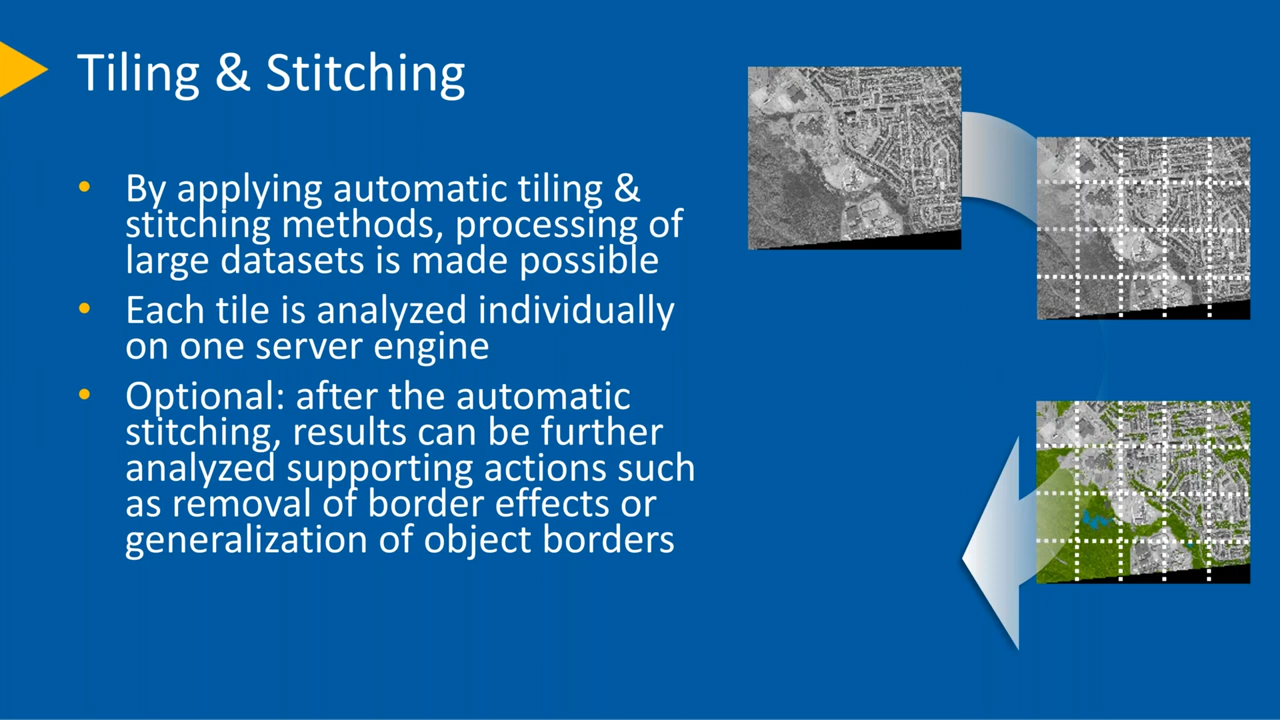 Tiling & Stitching
• By applying automatic tiling &
stitching methods, processing of
large datasets is made possible
• Each tile is analyzed individually
on one server engine
• Optional: after the automatic
stitching, results can be further
analyzed supporting actions such
as removal of border effects or
generalization of object borders